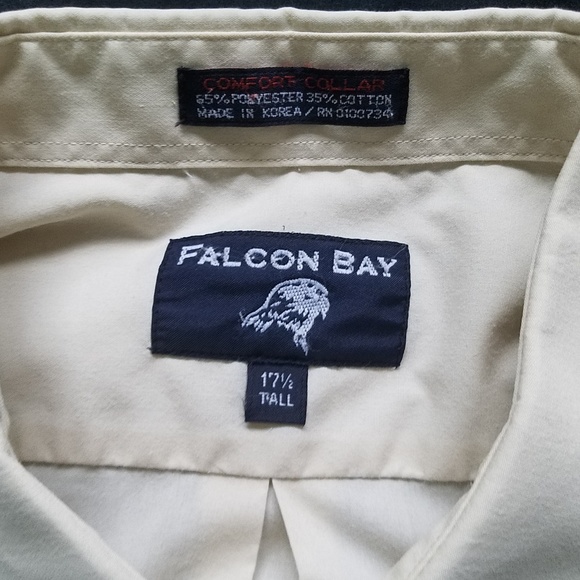 COMFORT COLLAR
65% POLYESTER 35% COTTON
MADE IN KOREA / RN 0100734
FALCON BAY
17½
TALL